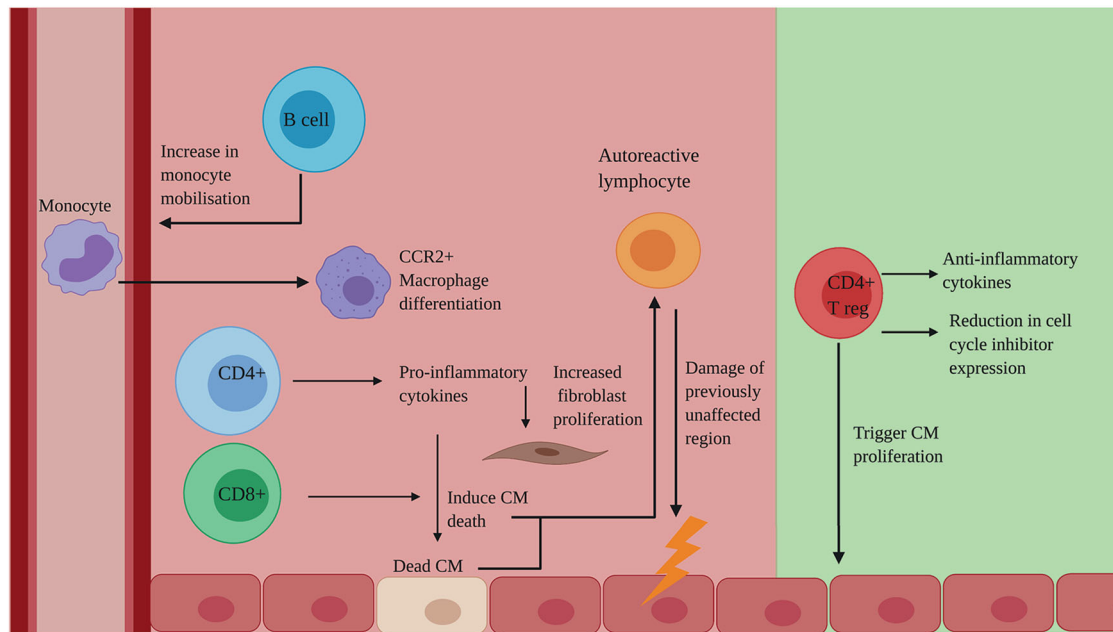 B cell
Increase in
monocyte
mobilisation
Monocyte
CCR2+
Macrophage
differentiation
CD4+
Pro-inflammatory
cytokines
Increased
fibroblast
proliferation
CD8+
Induce CM
death
Dead CM
Autoreactive
lymphocyte
Damage of
previously
unaffected
region
CD4+
T reg
Anti-inflammatory
cytokines
Reduction in cell
cycle inhibitor
expression
Trigger CM
proliferation